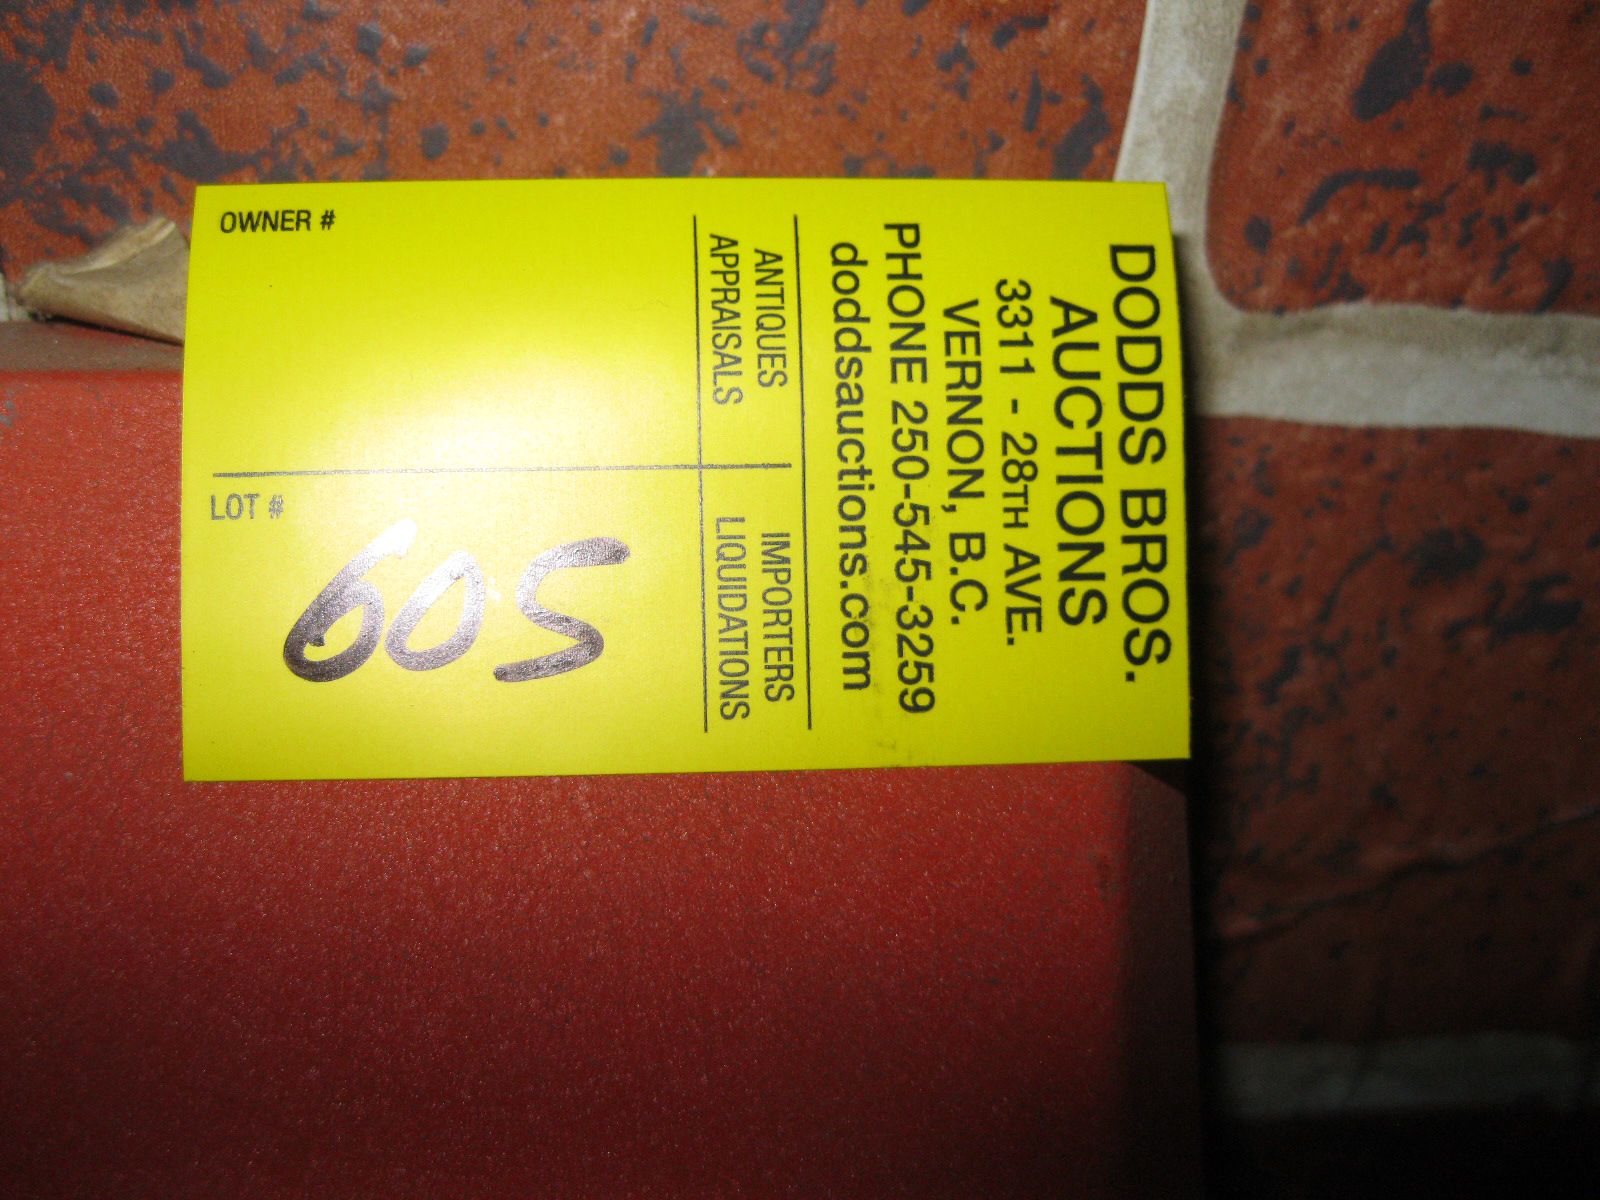 DODDS BROS.
AUCTIONS
3311 - 28TH AVE.
VERNON, B.C.
PHONE 250-545-3259
doddsauctions.com
ANTIQUES
APPRAISALS
IMPORTERS
LIQUIDATIONS
OWNER #
LOT #
605